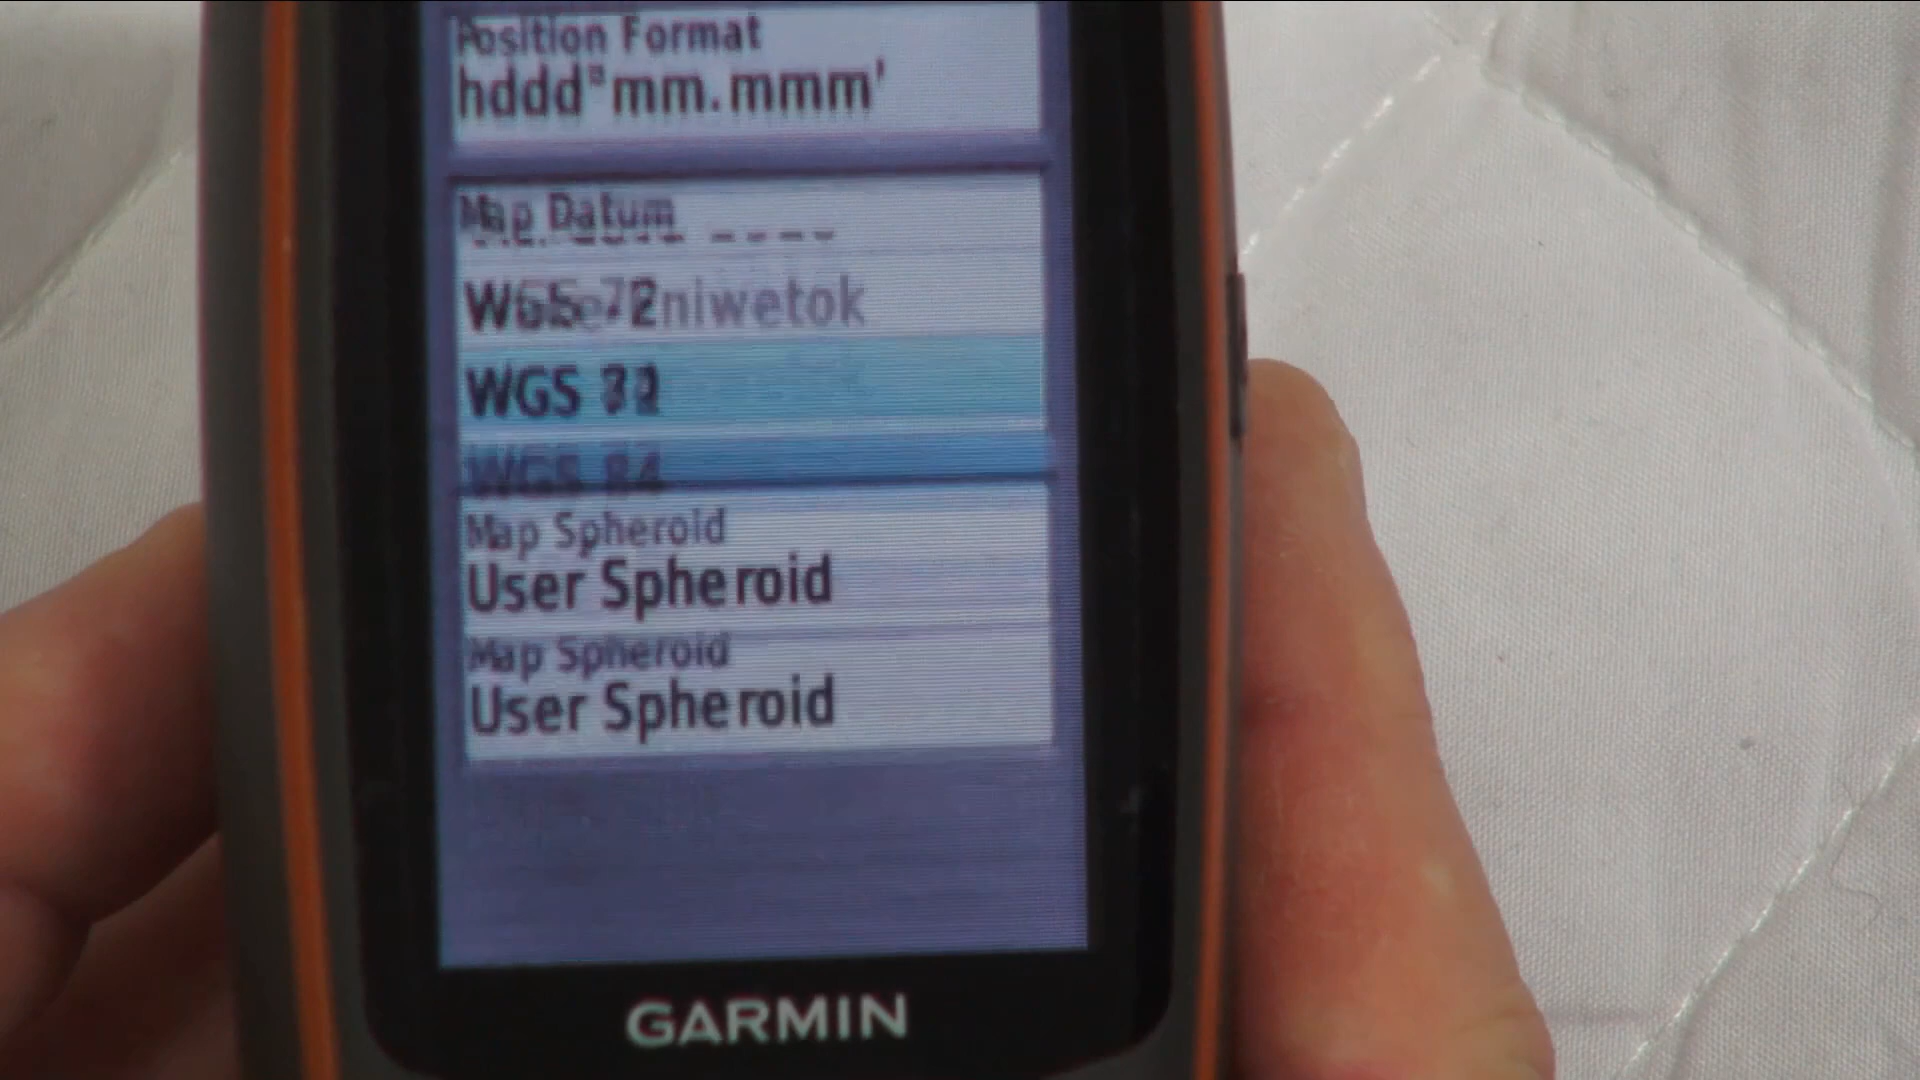 Position Format
hddd°mm.mmm'
Map Datum
WGS 72
WGS
WGS 84
Map Spheroid
User Spheroid
Map Spheroid
User Spheroid
GARMIN